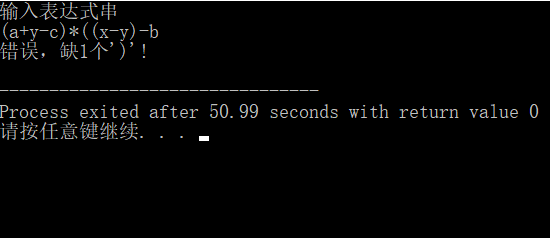 输入表达式串
(a+y-c)*((x-y)-b
错误，缺1个')'!
--------------------------------
Process exited after 50.99 seconds with return value 0
请按任意键继续. . .